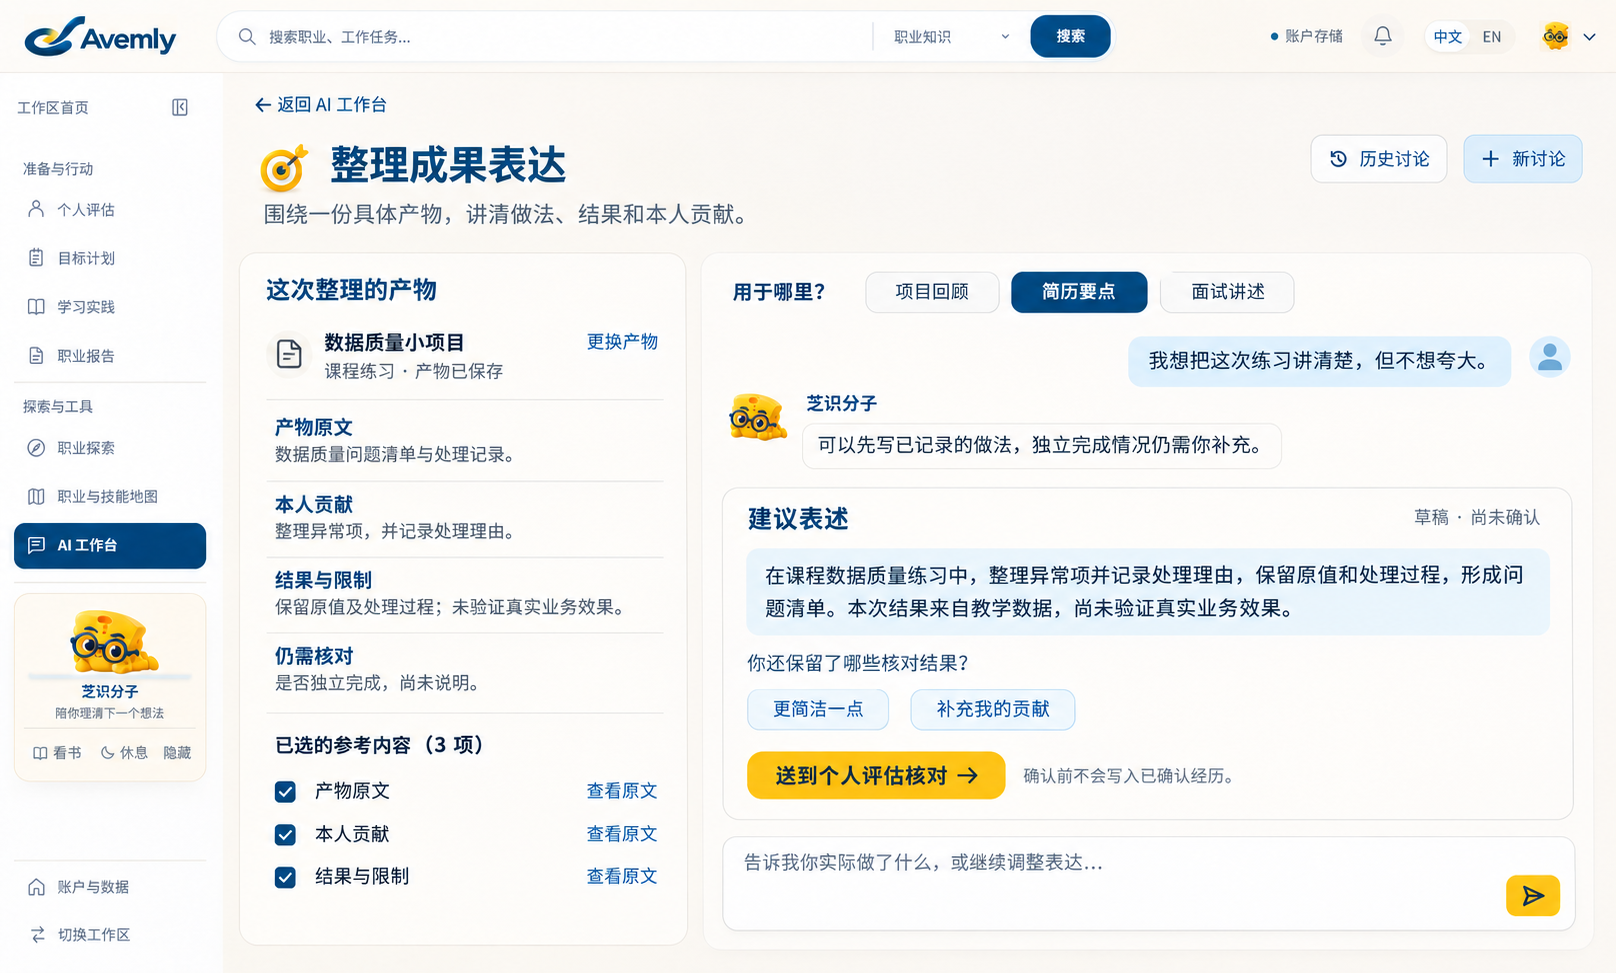 Avemly
搜索职业、工作任务...
职业知识
搜索
账户存储
中文
EN
工作区首页
准备与行动
个人评估
目标计划
学习实践
职业报告
探索与工具
职业探索
职业与技能地图
AI 工作台
芝识分子
陪你理清下一个想法
看书
休息
隐藏
账户与数据
切换工作区
← 返回 AI 工作台
整理成果表达
围绕一份具体产物，讲清做法、结果和本人贡献。
历史讨论
+ 新讨论
这次整理的产物
数据质量小项目
更换产物
课程练习 · 产物已保存
产物原文
数据质量问题清单与处理记录。
本人贡献
整理异常项，并记录处理理由。
结果与限制
保留原值及处理过程；未验证真实业务效果。
仍需核对
是否独立完成，尚未说明。
已选的参考内容（3 项）
产物原文
查看原文
本人贡献
查看原文
结果与限制
查看原文
用于哪里？
项目回顾
简历要点
面试讲述
我想把这次练习讲清楚，但不想夸大。
芝识分子
可以先写已记录的做法，独立完成情况仍需你补充。
建议表述
草稿 · 尚未确认
在课程数据质量练习中，整理异常项并记录处理理由，保留原值和处理过程，形成问
题清单。本次结果来自教学数据，尚未验证真实业务效果。
你还保留了哪些核对结果？
更简洁一点
补充我的贡献
送到个人评估核对 →
确认前不会写入已确认经历。
告诉我你实际做了什么，或继续调整表达...